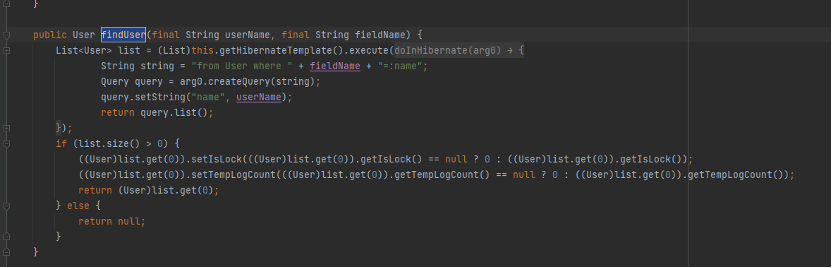 }
public User findUser(final String userName, final String fieldName) {
List<User> list = (List)this.getHibernateTemplate().execute(doInHibernate(arg0) → {
String string = "from User where " + fieldName + "=:name";
Query query = arg0.createQuery(string);
query.setString("name", userName);
return query.list();
});
if (list.size() > 0) {
((User)list.get(0)).setIsLock(((User)list.get(0)).getIsLock() == null ? 0 : ((User)list.get(0)).getIsLock());
((User)list.get(0)).setTempLogCount(((User)list.get(0)).getTempLogCount() == null ? 0 : ((User)list.get(0)).getTempLogCount());
return (User)list.get(0);
} else {
return null;
}
}